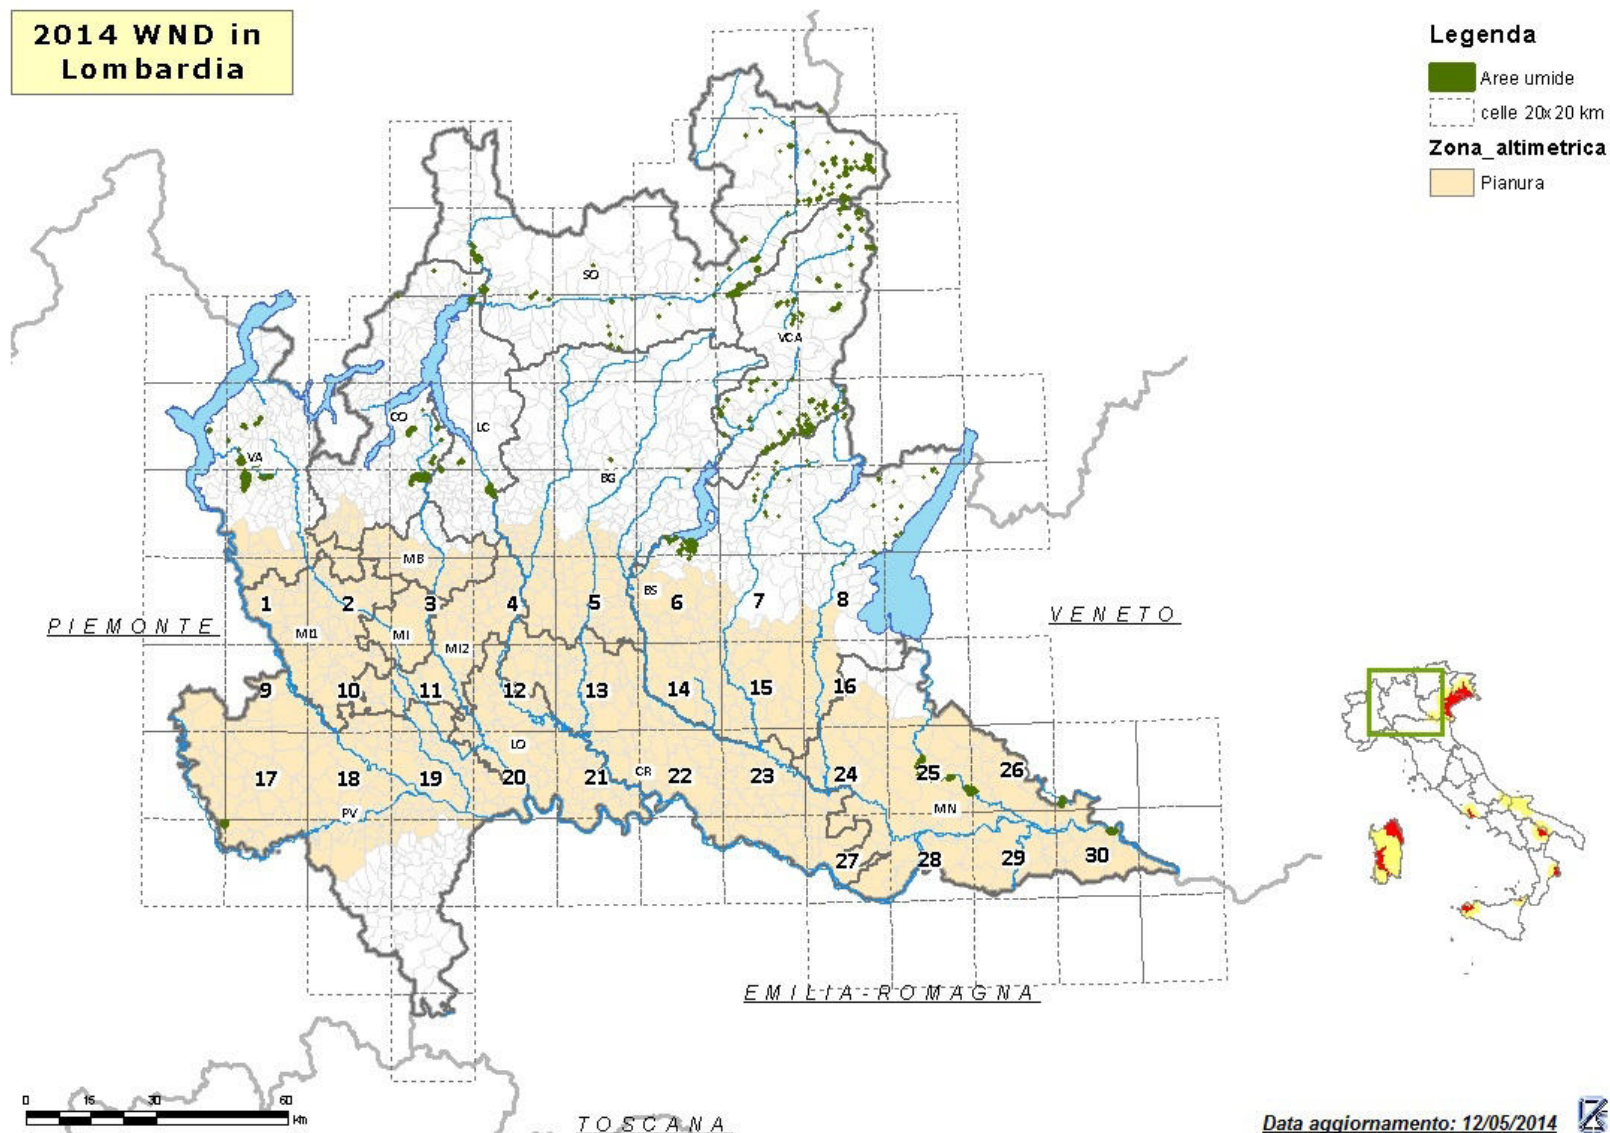 2014 WND in
Lombardia
Legenda
Aree umide
celle 20x20 km
Zona_altimetrica
Pianura
SO
VCA
CO
LC
VA
BG
MB
BS
1
2
3
4
5
6
7
8
PIEMONTE
VENETO
MI1
MI
MI2
9
10
11
12
13
14
15
16
LO
CR
17
18
19
20
21
22
23
24
25
26
PV
MN
27
28
29
30
EMILIA-ROMAGNA
0 15 30 60
km
TOSCANA
Data aggiornamento: 12/05/2014